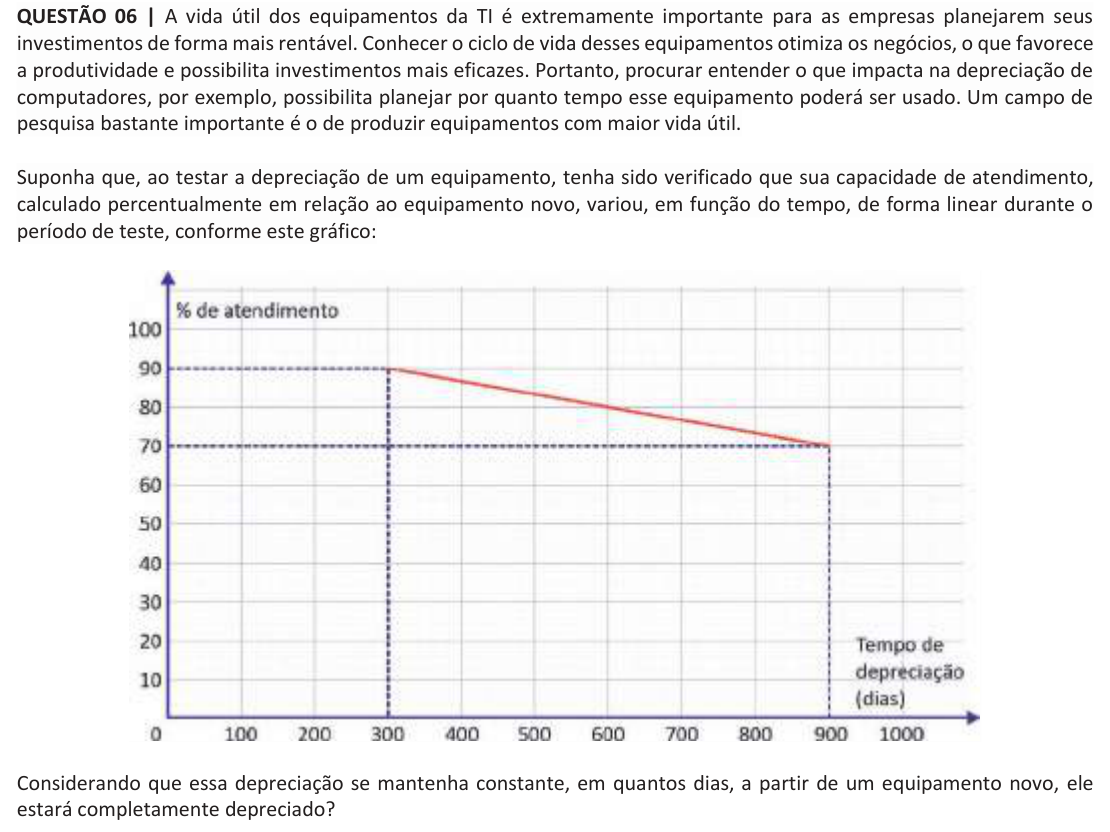 QUESTÃO 06 | A vida útil dos equipamentos da TI é extremamente importante para as empresas planejarem seus
investimentos de forma mais rentável. Conhecer o ciclo de vida desses equipamentos otimiza os negócios, o que favorece
a produtividade e possibilita investimentos mais eficazes. Portanto, procurar entender o que impacta na depreciação de
computadores, por exemplo, possibilita planejar por quanto tempo esse equipamento poderá ser usado. Um campo de
pesquisa bastante importante é o de produzir equipamentos com maior vida útil.
Suponha que, ao testar a depreciação de um equipamento, tenha sido verificado que sua capacidade de atendimento,
calculado percentualmente em relação ao equipamento novo, variou, em função do tempo, de forma linear durante o
período de teste, conforme este gráfico:
% de atendimento
100
90
80
70
60
50
40
30
20
10
Tempo de
depreciação
(dias)
0 100 200 300 400 500 600 700 800 900 1000
Considerando que essa depreciação se mantenha constante, em quantos dias, a partir de um equipamento novo, ele
estará completamente depreciado?